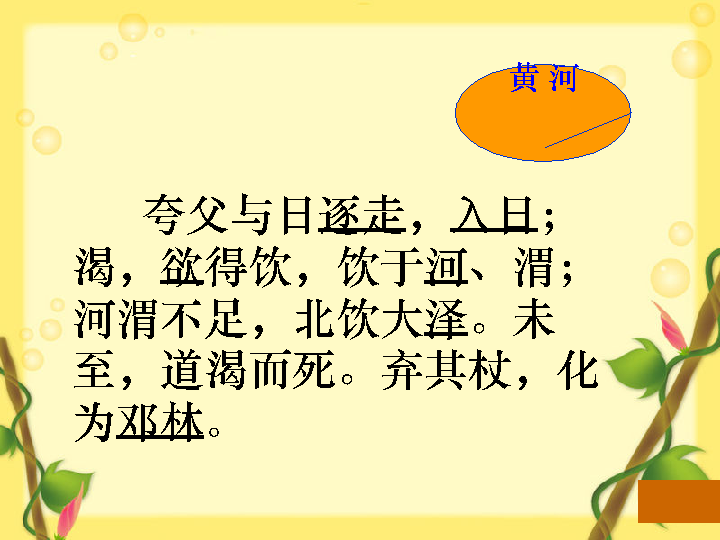 黄河
夸父与日逐走，入日；
渴，欲得饮，饮于河、渭；
河渭不足，北饮大泽。未
至，道渴而死。弃其杖，化
为邓林。